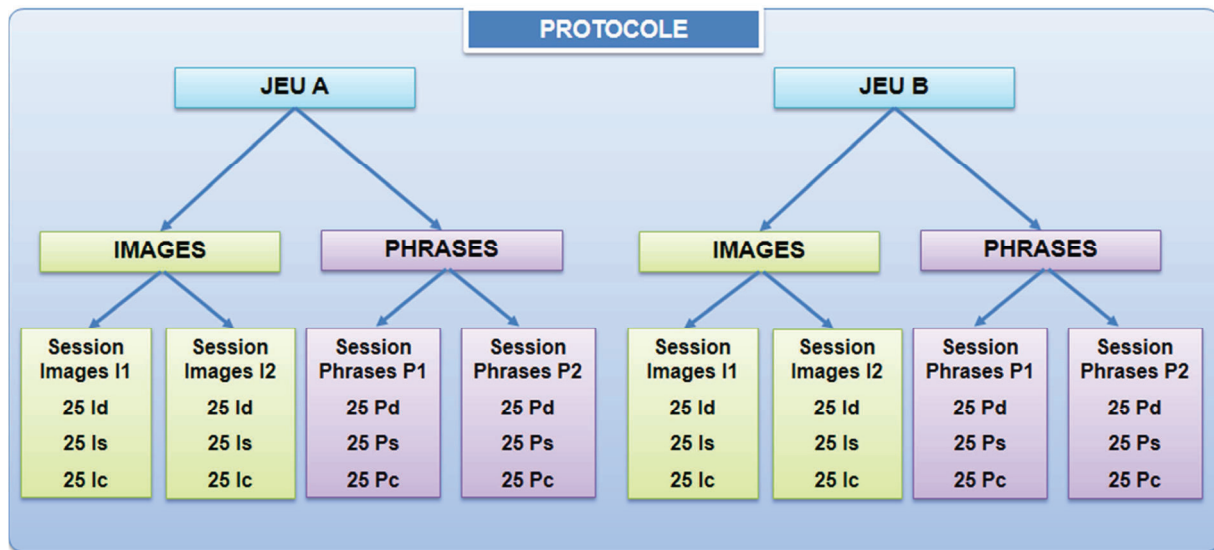 PROTOCOLE
JEU A
JEU B
IMAGES
PHRASES
IMAGES
PHRASES
Session
Images I1
25 Id
25 Is
25 Ic
Session
Images I2
25 Id
25 Is
25 Ic
Session
Phrases P1
25 Pd
25 Ps
25 Pc
Session
Phrases P2
25 Pd
25 Ps
25 Pc
Session
Images I1
25 Id
25 Is
25 Ic
Session
Images I2
25 Id
25 Is
25 Ic
Session
Phrases P1
25 Pd
25 Ps
25 Pc
Session
Phrases P2
25 Pd
25 Ps
25 Pc